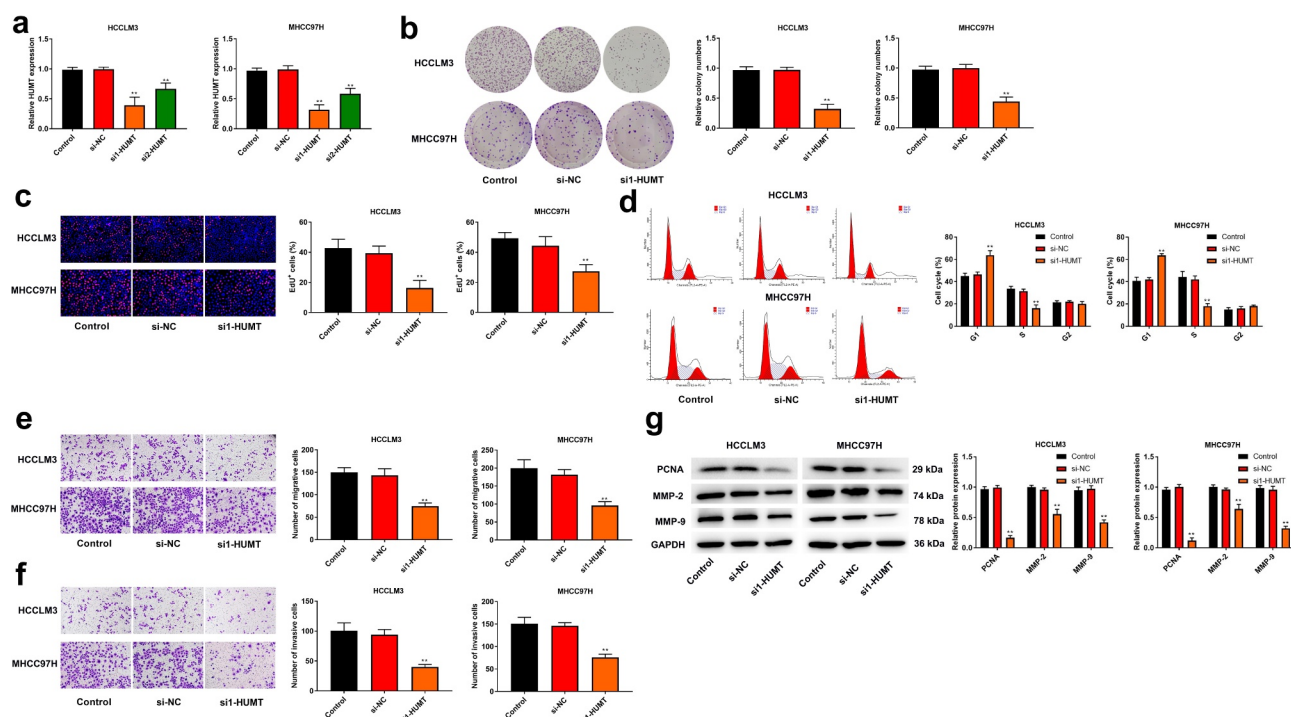 a
HCCLM3
Relative HUMT expression
1.5
1.0
0.5
0.0
Control
si-NC
si1-HUMT
si2-HUMT
**
**
MHCC97H
Relative HUMT expression
1.5
1.0
0.5
0.0
Control
si-NC
si1-HUMT
si2-HUMT
**
**
b
HCCLM3
MHCC97H
Control
si-NC
si1-HUMT
HCCLM3
Relative colony numbers
1.5
1.0
0.5
0.0
Control
si-NC
si1-HUMT
**
MHCC97H
Relative colony numbers
1.5
1.0
0.5
0.0
Control
si-NC
si1-HUMT
**
c
HCCLM3
MHCC97H
Control
si-NC
si1-HUMT
HCCLM3
EdU+ cells (%)
80
60
40
20
0
Control
si-NC
si1-HUMT
**
MHCC97H
EdU+ cells (%)
60
40
20
0
Control
si-NC
si1-HUMT
**
d
HCCLM3
MHCC97H
Control
si-NC
si1-HUMT
HCCLM3
Cell cycle (%)
80
60
40
20
0
G1
S
G2
**
**
Control
si-NC
si1-HUMT
MHCC97H
Cell cycle (%)
80
60
40
20
0
G1
S
G2
**
**
Control
si-NC
si1-HUMT
e
HCCLM3
MHCC97H
Control
si-NC
si1-HUMT
HCCLM3
Number of migrative cells
200
150
100
50
0
Control
si-NC
si1-HUMT
**
MHCC97H
Number of migrative cells
250
200
150
100
50
0
Control
si-NC
si1-HUMT
**
f
HCCLM3
MHCC97H
Control
si-NC
si1-HUMT
HCCLM3
Number of invasive cells
150
100
50
0
Control
si-NC
si1-HUMT
**
MHCC97H
Number of invasive cells
200
150
100
50
0
Control
si-NC
si1-HUMT
**
g
HCCLM3
MHCC97H
PCNA
29 kDa
MMP-2
74 kDa
MMP-9
78 kDa
GAPDH
36 kDa
Control
si-NC
si1-HUMT
Control
si-NC
si1-HUMT
HCCLM3
Relative protein expression
1.5
1.0
0.5
0.0
PCNA
MMP-2
MMP-9
**
**
**
Control
si-NC
si1-HUMT
MHCC97H
Relative protein expression
1.5
1.0
0.5
0.0
PCNA
MMP-2
MMP-9
**
**
**
Control
si-NC
si1-HUMT